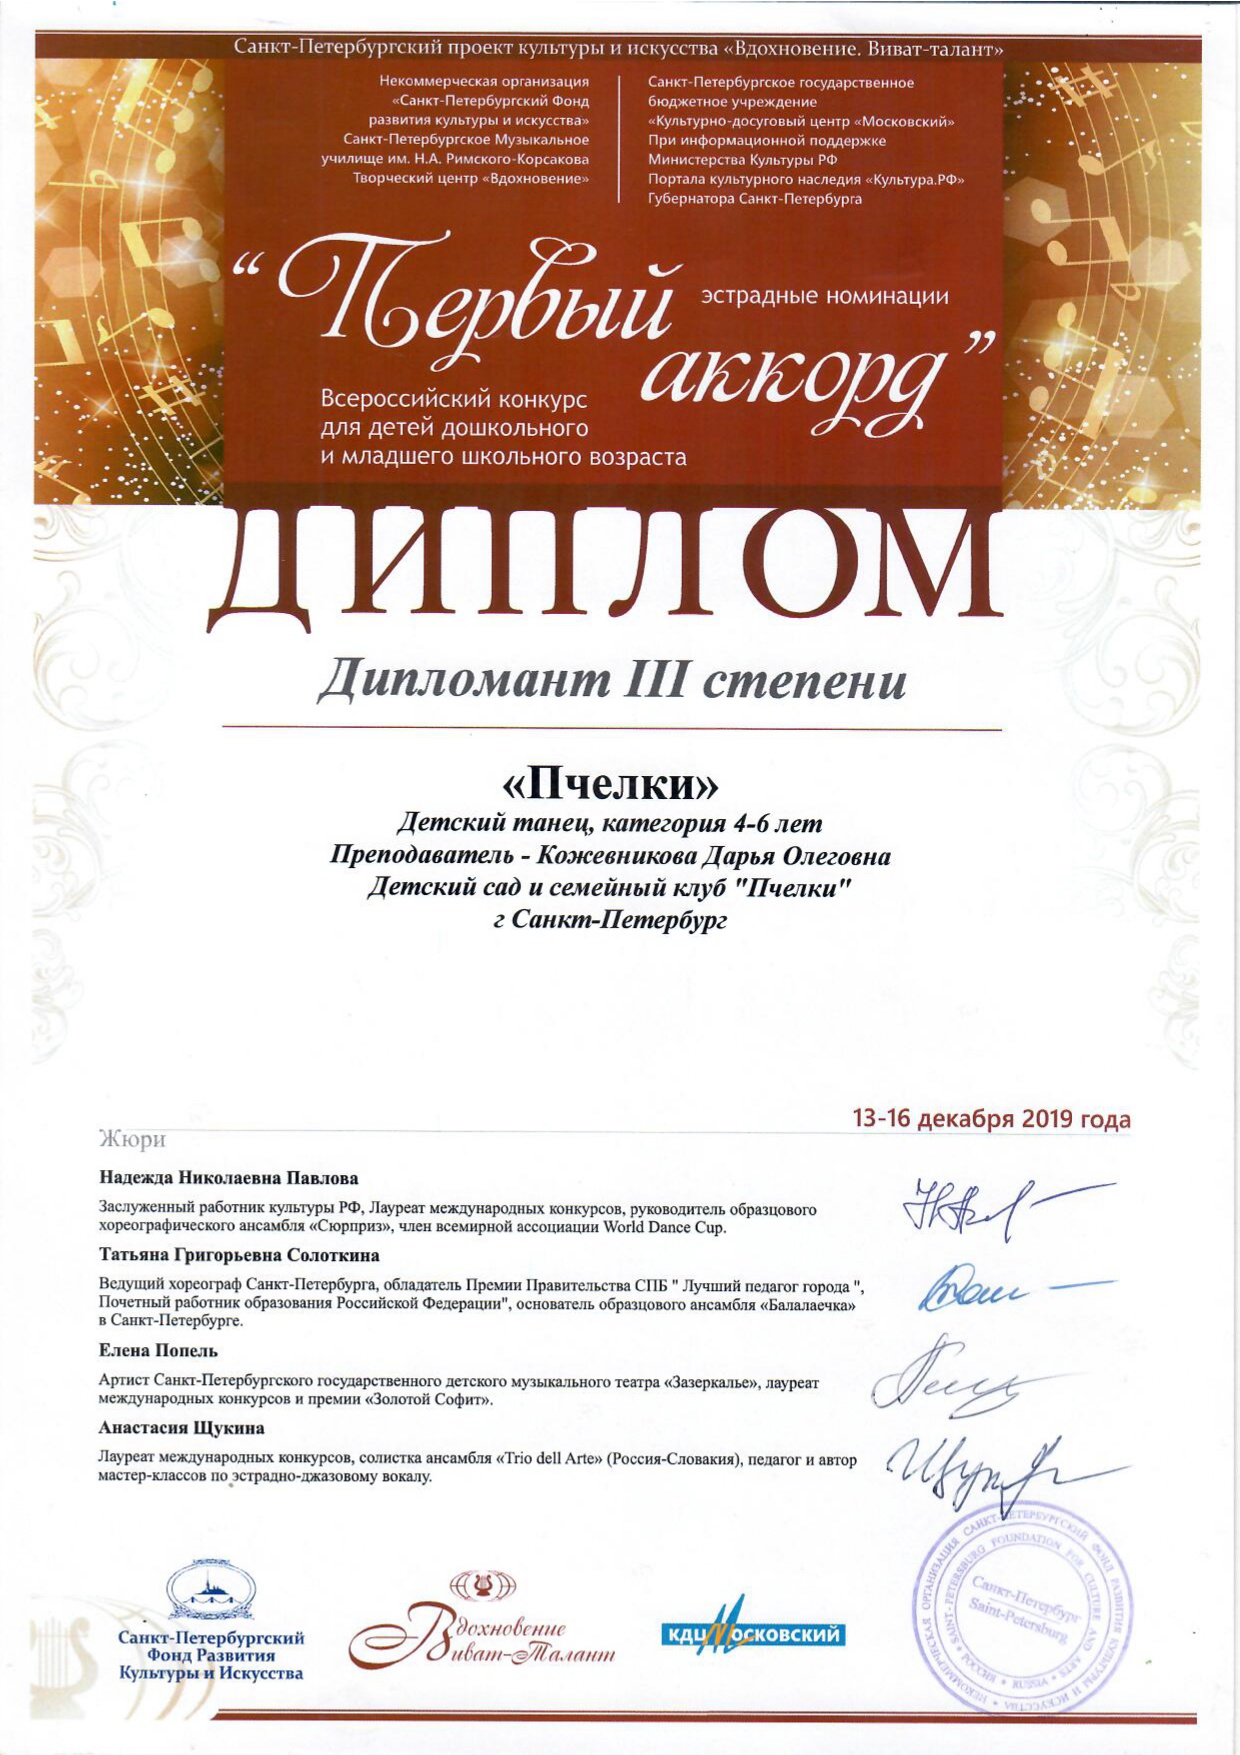 Санкт-Петербургский проект культуры и искусства «Вдохновение. Виват-талант»
Некоммерческая организация
«Санкт-Петербургский Фонд
развития культуры и искусства»
Санкт-Петербургское Музыкальное
училище им. Н.А. Римского-Корсакова
Творческий центр «Вдохновение»
Санкт-Петербургское государственное
бюджетное учреждение
«Культурно-досуговый центр «Московский»
При информационной поддержке
Министерства Культуры РФ
Портала культурного наследия «Культура.РФ»
Губернатора Санкт-Петербурга
“Первый
эстрадные номинации
аккорд”
Всероссийский конкурс
для детей дошкольного
и младшего школьного возраста
ДИПЛОМ
Дипломант III степени
«Пчелки»
Детский танец, категория 4-6 лет
Преподаватель - Кожевникова Дарья Олеговна
Детский сад и семейный клуб "Пчелки"
г Санкт-Петербург
13-16 декабря 2019 года
Жюри
Надежда Николаевна Павлова
Заслуженный работник культуры РФ, Лауреат международных конкурсов, руководитель образцового
хореографического ансамбля «Сюрприз», член всемирной ассоциации World Dance Cup.
Татьяна Григорьевна Солоткина
Ведущий хореограф Санкт-Петербурга, обладатель Премии Правительства СПБ " Лучший педагог города ",
Почетный работник образования Российской Федерации", основатель образцового ансамбля «Балалаечка»
в Санкт-Петербурге.
Елена Попель
Артист Санкт-Петербургского государственного детского музыкального театра «Зазеркалье», лауреат
международных конкурсов и премии «Золотой Софит».
Анастасия Щукина
Лауреат международных конкурсов, солистка ансамбля «Trio dell Arte» (Россия-Словакия), педагог и автор
мастер-классов по эстрадно-джазовому вокалу.
Санкт-Петербургский
Фонд Развития
Культуры и Искусства
Вдохновение
Виват-Талант
КДЦ Московский
НЕКОММЕРЧЕСКАЯ ОРГАНИЗАЦИЯ САНКТ-ПЕТЕРБУРГСКИЙ ФОНД РАЗВИТИЯ КУЛЬТУРЫ И ИСКУССТВА
SAINT-PETERSBURG FOUNDATION FOR CULTURE AND ARTS
РОССИЯ * RUSSIA
Санкт-Петербург
Saint-Petersburg